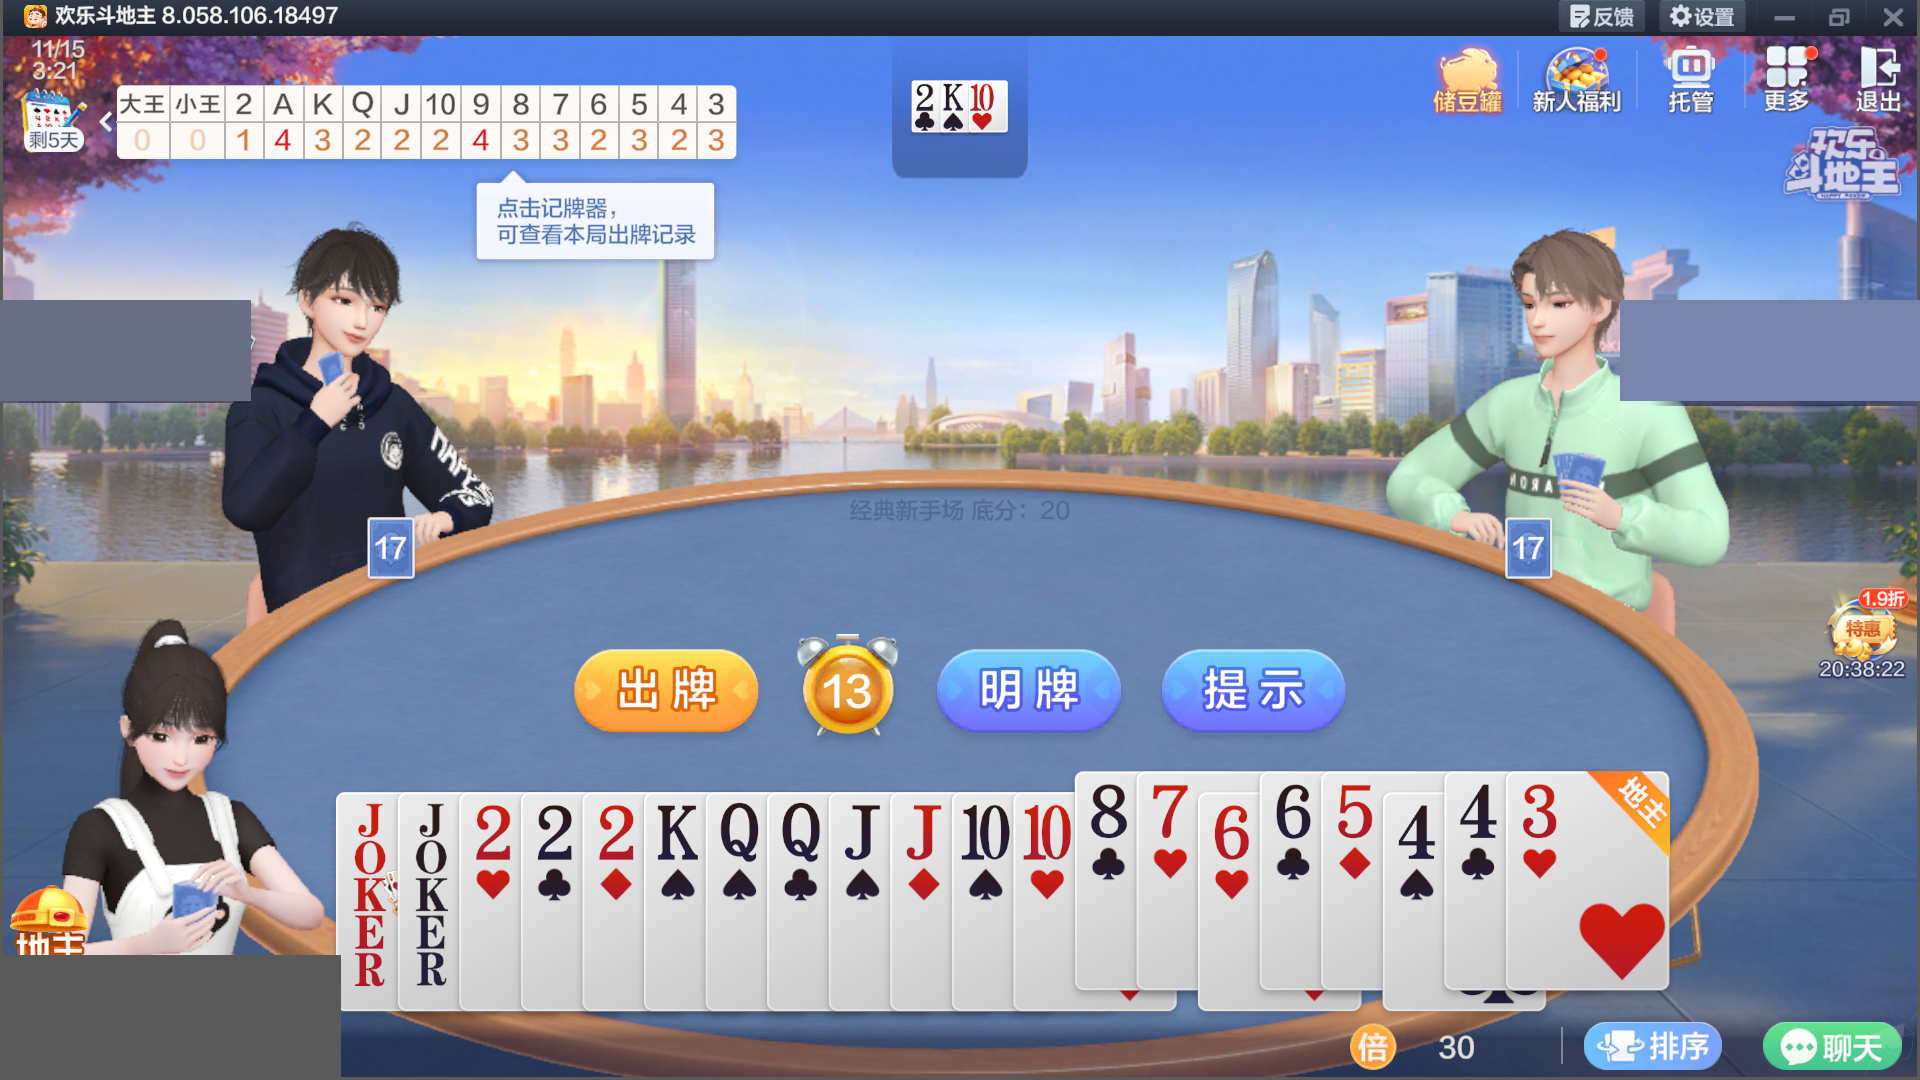 欢乐斗地主 8.058.106.18497
反馈
设置
11/15
3:21
剩5天
大王 小王 2 A K Q J 10 9 8 7 6 5 4 3
0 0 1 4 3 2 2 2 4 3 3 2 3 2 3
点击记牌器，
可查看本局出牌记录
2 K 10
储豆罐
新人福利
托管
更多
退出
欢乐
斗地主
HAPPY POKER
17
17
经典新手场 底分：20
1.9折
特惠
20:38:22
出牌
13
明牌
提示
JOKER JOKER 2 2 2 K Q Q J J 10 10 8 7 6 6 5 4 4 3
地主
地主
倍
30
排序
聊天